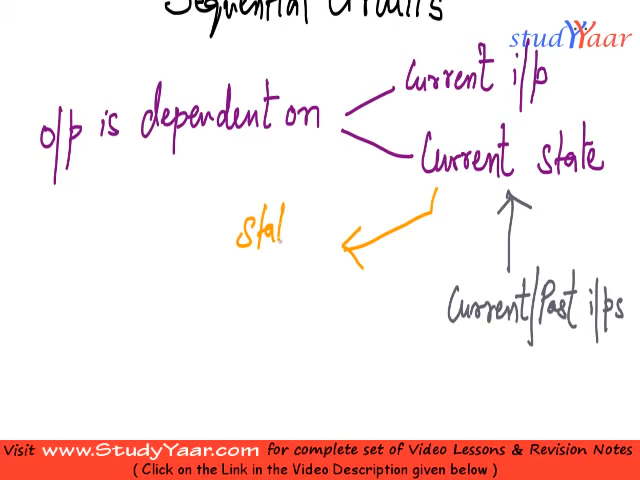 Sequential Circuits
studYYaar
o/p is dependent on
Current i/p
Current state
stal
Current/Past i/ps
Visit www.StudyYaar.com for complete set of Video Lessons & Revision Notes
( Click on the Link in the Video Description given below )